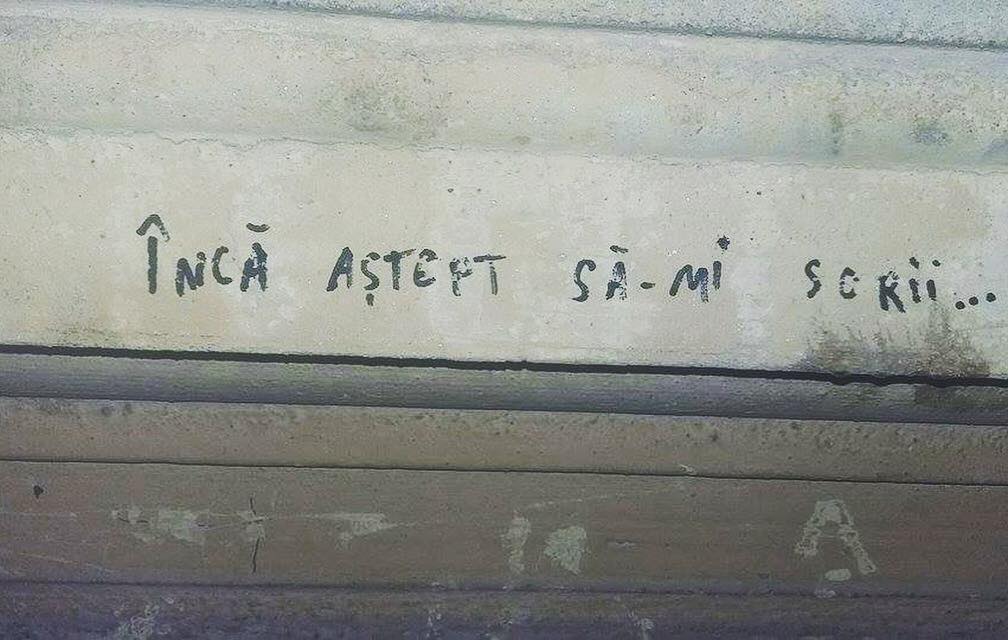 ÎNCĂ AȘTEPT SĂ-MI SCRII...
A